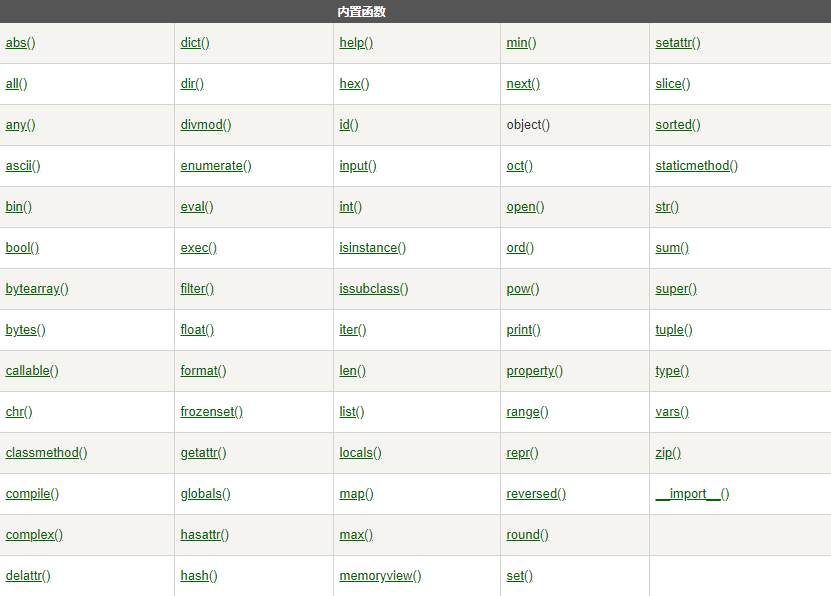 内置函数
abs() dict() help() min() setattr()
all() dir() hex() next() slice()
any() divmod() id() object() sorted()
ascii() enumerate() input() oct() staticmethod()
bin() eval() int() open() str()
bool() exec() isinstance() ord() sum()
bytearray() filter() issubclass() pow() super()
bytes() float() iter() print() tuple()
callable() format() len() property() type()
chr() frozenset() list() range() vars()
classmethod() getattr() locals() repr() zip()
compile() globals() map() reversed() __import__()
complex() hasattr() max() round()
delattr() hash() memoryview() set()